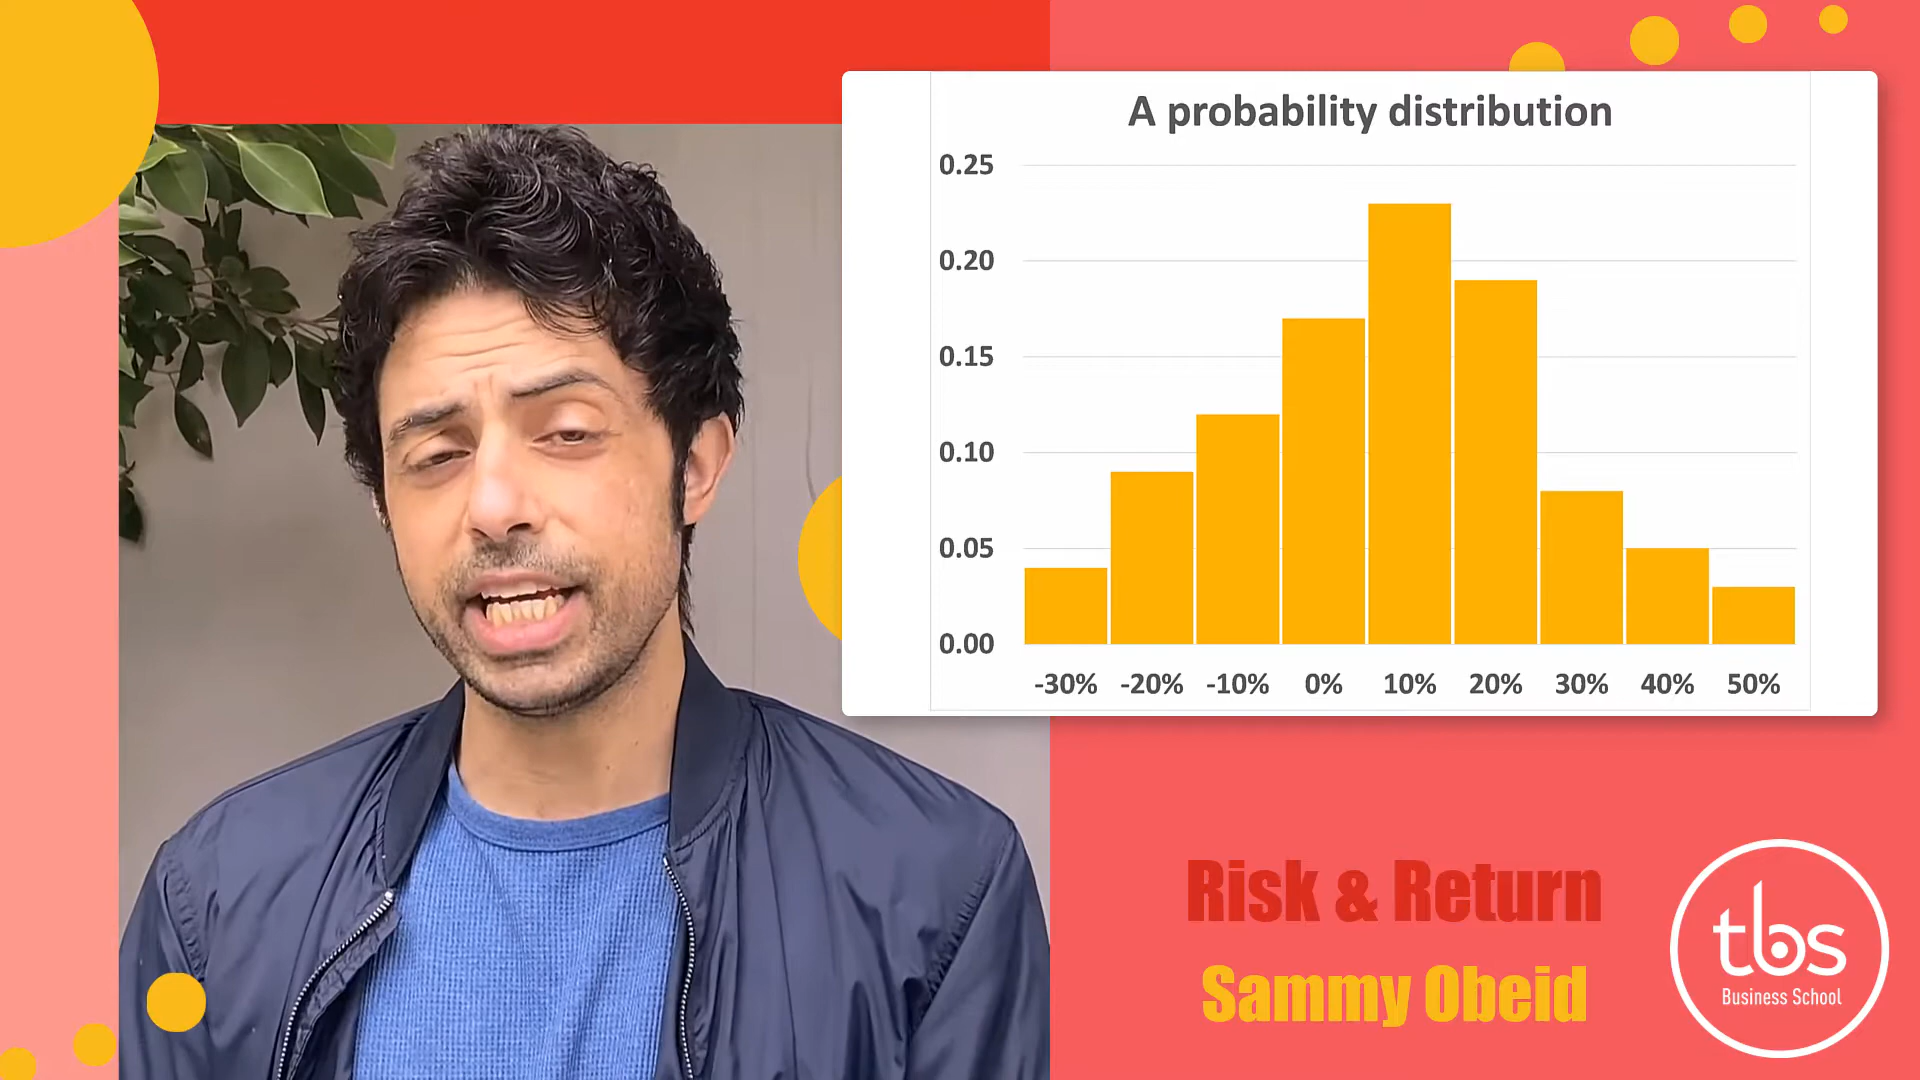 A probability distribution
0.25
0.20
0.15
0.10
0.05
0.00
-30% -20% -10% 0% 10% 20% 30% 40% 50%
Risk & Return
Sammy Obeid
tbs
Business School